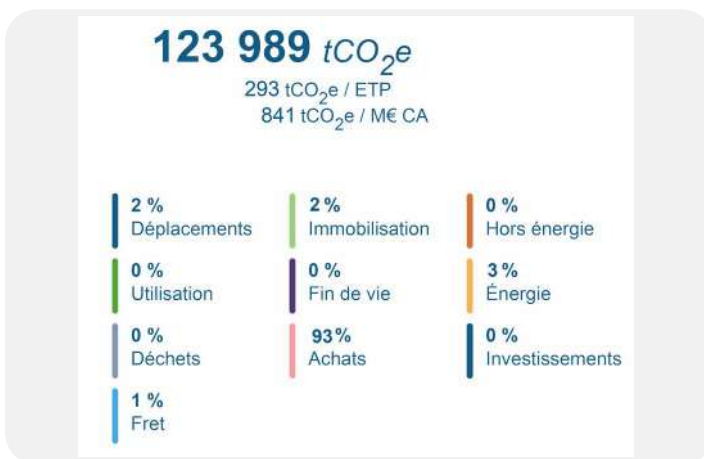 123 989 tCO2e
293 tCO2e / ETP
841 tCO2e / M€ CA
2 %
Déplacements
2 %
Immobilisation
0 %
Hors énergie
0 %
Utilisation
0 %
Fin de vie
3 %
Énergie
0 %
Déchets
93%
Achats
0 %
Investissements
1 %
Fret